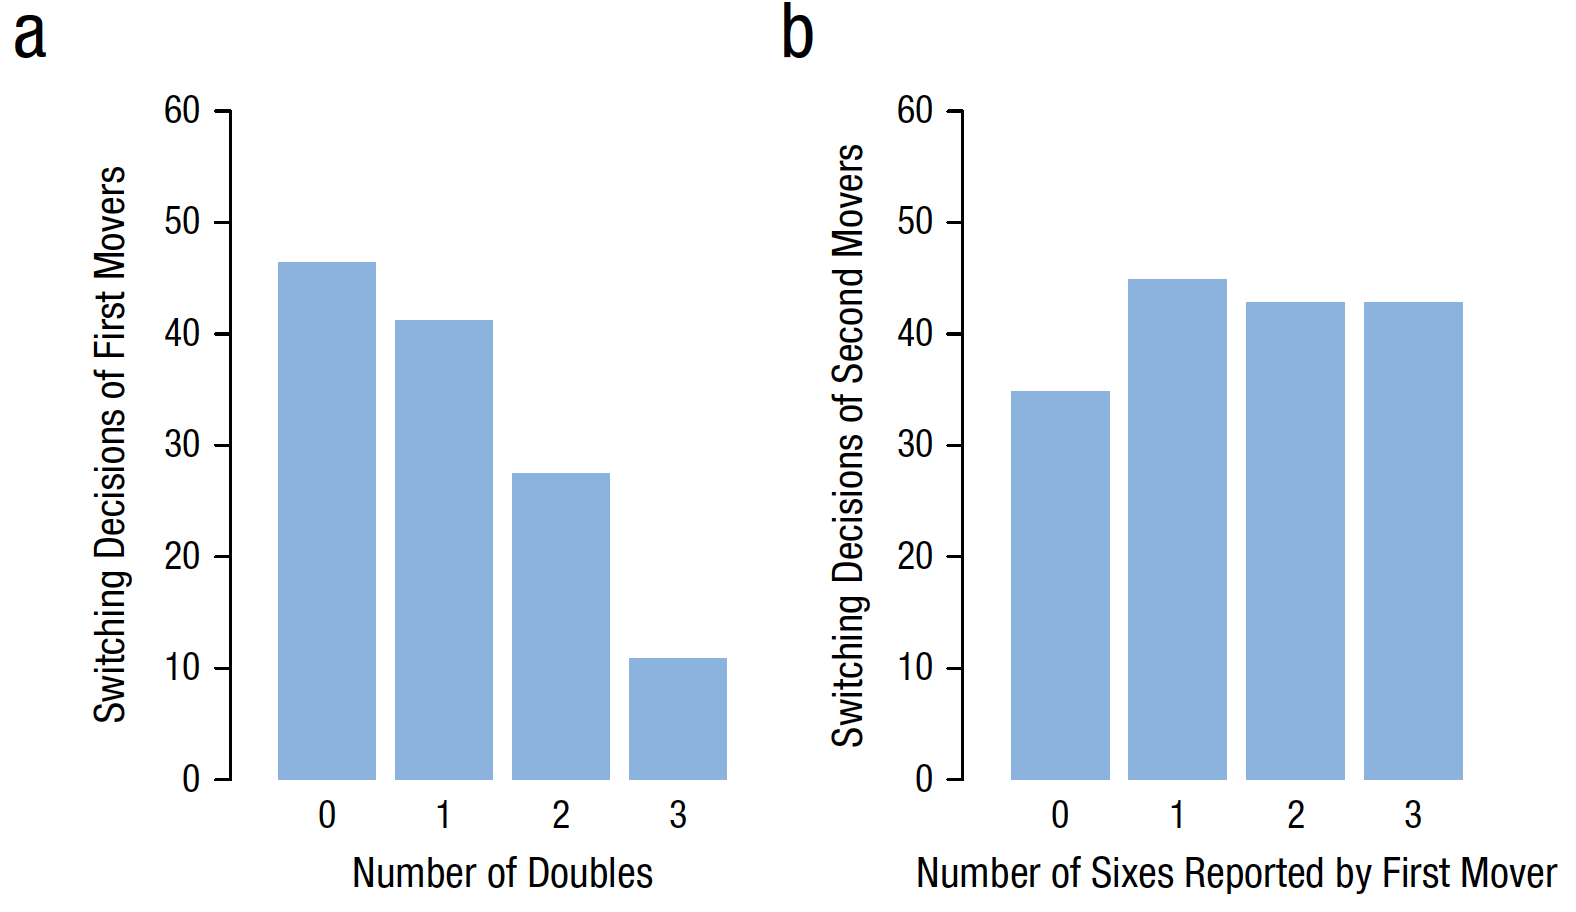 a
60
50
40
30
20
10
0
Switching Decisions of First Movers
0 1 2 3
Number of Doubles
b
60
50
40
30
20
10
0
Switching Decisions of Second Movers
0 1 2 3
Number of Sixes Reported by First Mover